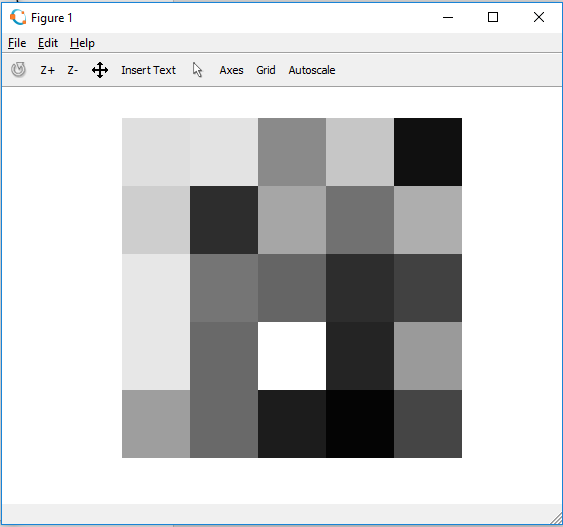 Figure 1
File Edit Help
Z+ Z- Insert Text Axes Grid Autoscale